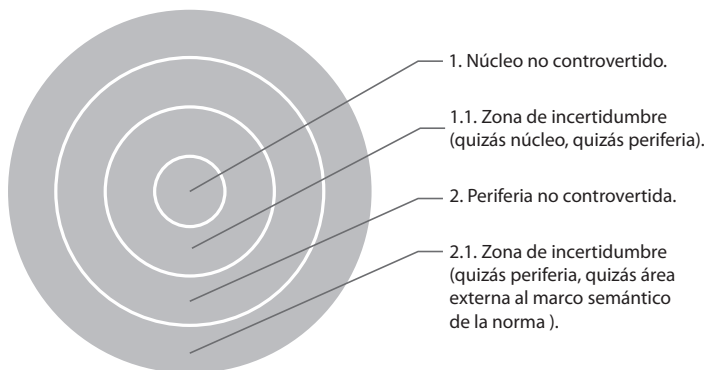 1. Núcleo no controvertido.
1.1. Zona de incertidumbre
(quizás núcleo, quizás periferia).
2. Periferia no controvertida.
2.1. Zona de incertidumbre
(quizás periferia, quizás área
externa al marco semántico
de la norma ).